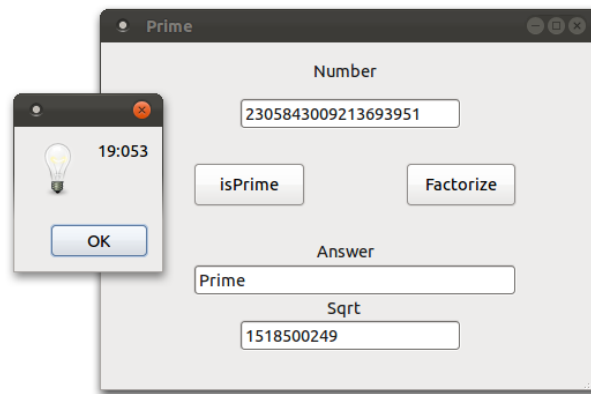 Prime
Number
2305843009213693951
19:053
isPrime
Factorize
OK
Answer
Prime
Sqrt
1518500249